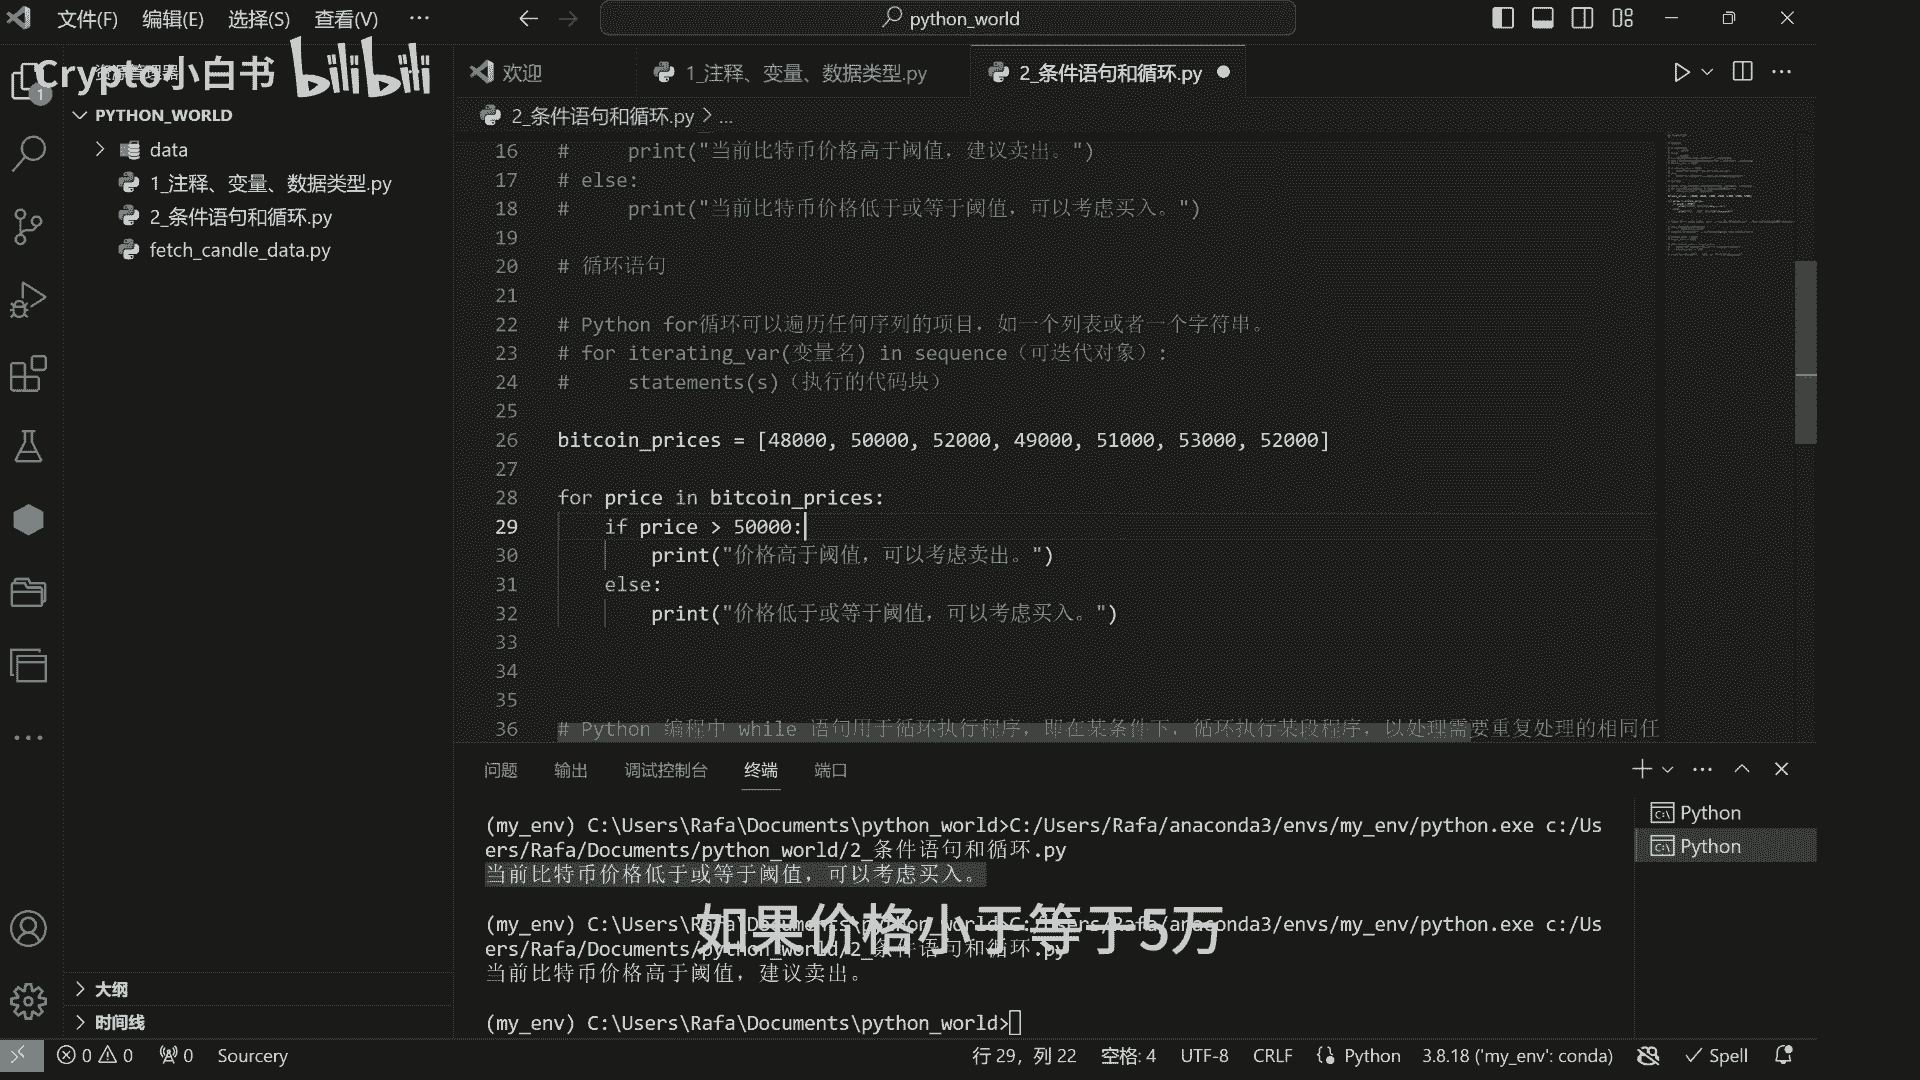 文件(F) 编辑(E) 选择(S) 查看(V) ··· python_world
Crypto小白书 bilibili
资源管理器
1
欢迎 1_注释、变量、数据类型.py 2_条件语句和循环.py
PYTHON_WORLD
data
1_注释、变量、数据类型.py
2_条件语句和循环.py
fetch_candle_data.py
2_条件语句和循环.py > ...
16 #     print("当前比特币价格高于阈值，建议卖出。")
17 # else:
18 #     print("当前比特币价格低于或等于阈值，可以考虑买入。")
19
20 # 循环语句
21
22 # Python for循环可以遍历任何序列的项目，如一个列表或者一个字符串。
23 # for iterating_var(变量名) in sequence（可迭代对象）:
24 #     statements(s)（执行的代码块）
25
26 bitcoin_prices = [48000, 50000, 52000, 49000, 51000, 53000, 52000]
27
28 for price in bitcoin_prices:
29     if price > 50000:
30         print("价格高于阈值，可以考虑卖出。")
31     else:
32         print("价格低于或等于阈值，可以考虑买入。")
33
34
35
36 # Python 编程中 while 语句用于循环执行程序，即在某条件下，循环执行某段程序，以处理需要重复处理的相同任
问题 输出 调试控制台 终端 端口
(my_env) C:\Users\Rafa\Documents\python_world>C:/Users/Rafa/anaconda3/envs/my_env/python.exe c:/Us
ers/Rafa/Documents/python_world/2_条件语句和循环.py
当前比特币价格低于或等于阈值，可以考虑买入。
(my_env) C:\Users\Rafa\Documents\python_world>C:/Users/Rafa/anaconda3/envs/my_env/python.exe c:/Us
ers/Rafa/Documents/python_world/2_条件语句和循环.py
如果价格小于等于5万
当前比特币价格高于阈值，建议卖出。
(my_env) C:\Users\Rafa\Documents\python_world>
Python
Python
大纲
时间线
0 0 0 Sourcery 行 29，列 22 空格: 4 UTF-8 CRLF Python 3.8.18 ('my_env': conda) Spell